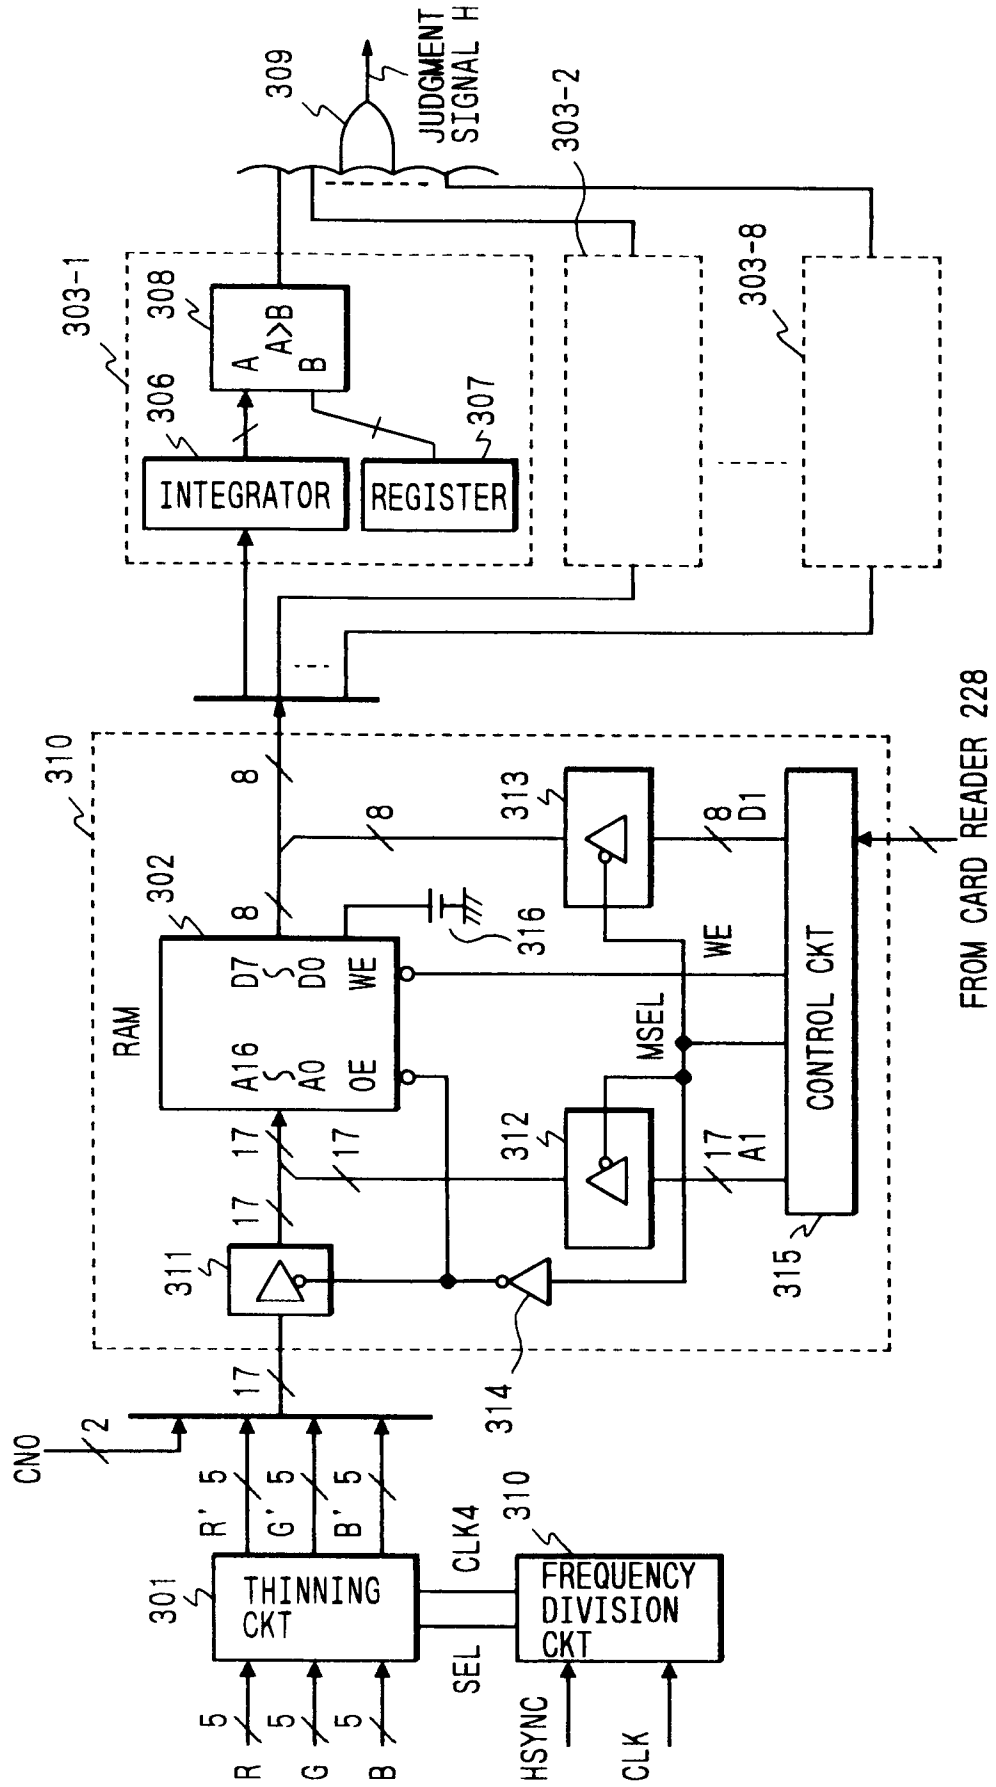 R
5
G
5
B
5
301
THINNING
CKT
R'
5
G'
5
B'
5
CNO
2
17
SEL
CLK4
HSYNC
CLK
310
FREQUENCY
DIVISION
CKT
310
311
17
17
17
RAM
302
A16
A0
OE
D7
D0
WE
8
8
8
316
314
312
MSEL
WE
313
17
A1
8
D1
315
CONTROL CKT
FROM CARD READER 228
303-1
306
INTEGRATOR
308
A
A>B
B
307
REGISTER
309
JUDGMENT
SIGNAL H
303-2
303-8